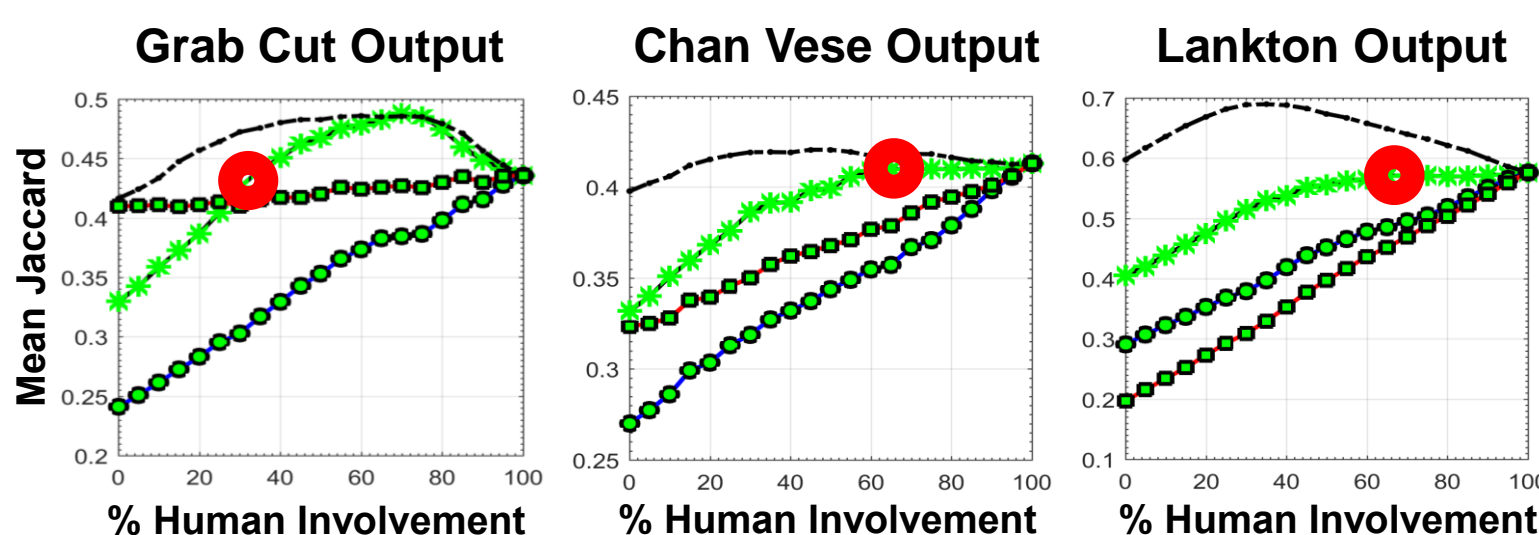 Grab Cut Output
Chan Vese Output
Lankton Output
Mean Jaccard
0.5
0.45
0.4
0.35
0.3
0.25
0.2
0 20 40 60 80 100
% Human Involvement
0.45
0.4
0.35
0.3
0.25
0 20 40 60 80 100
% Human Involvement
0.7
0.6
0.5
0.4
0.3
0.2
0.1
0 20 40 60 80 100
% Human Involvement